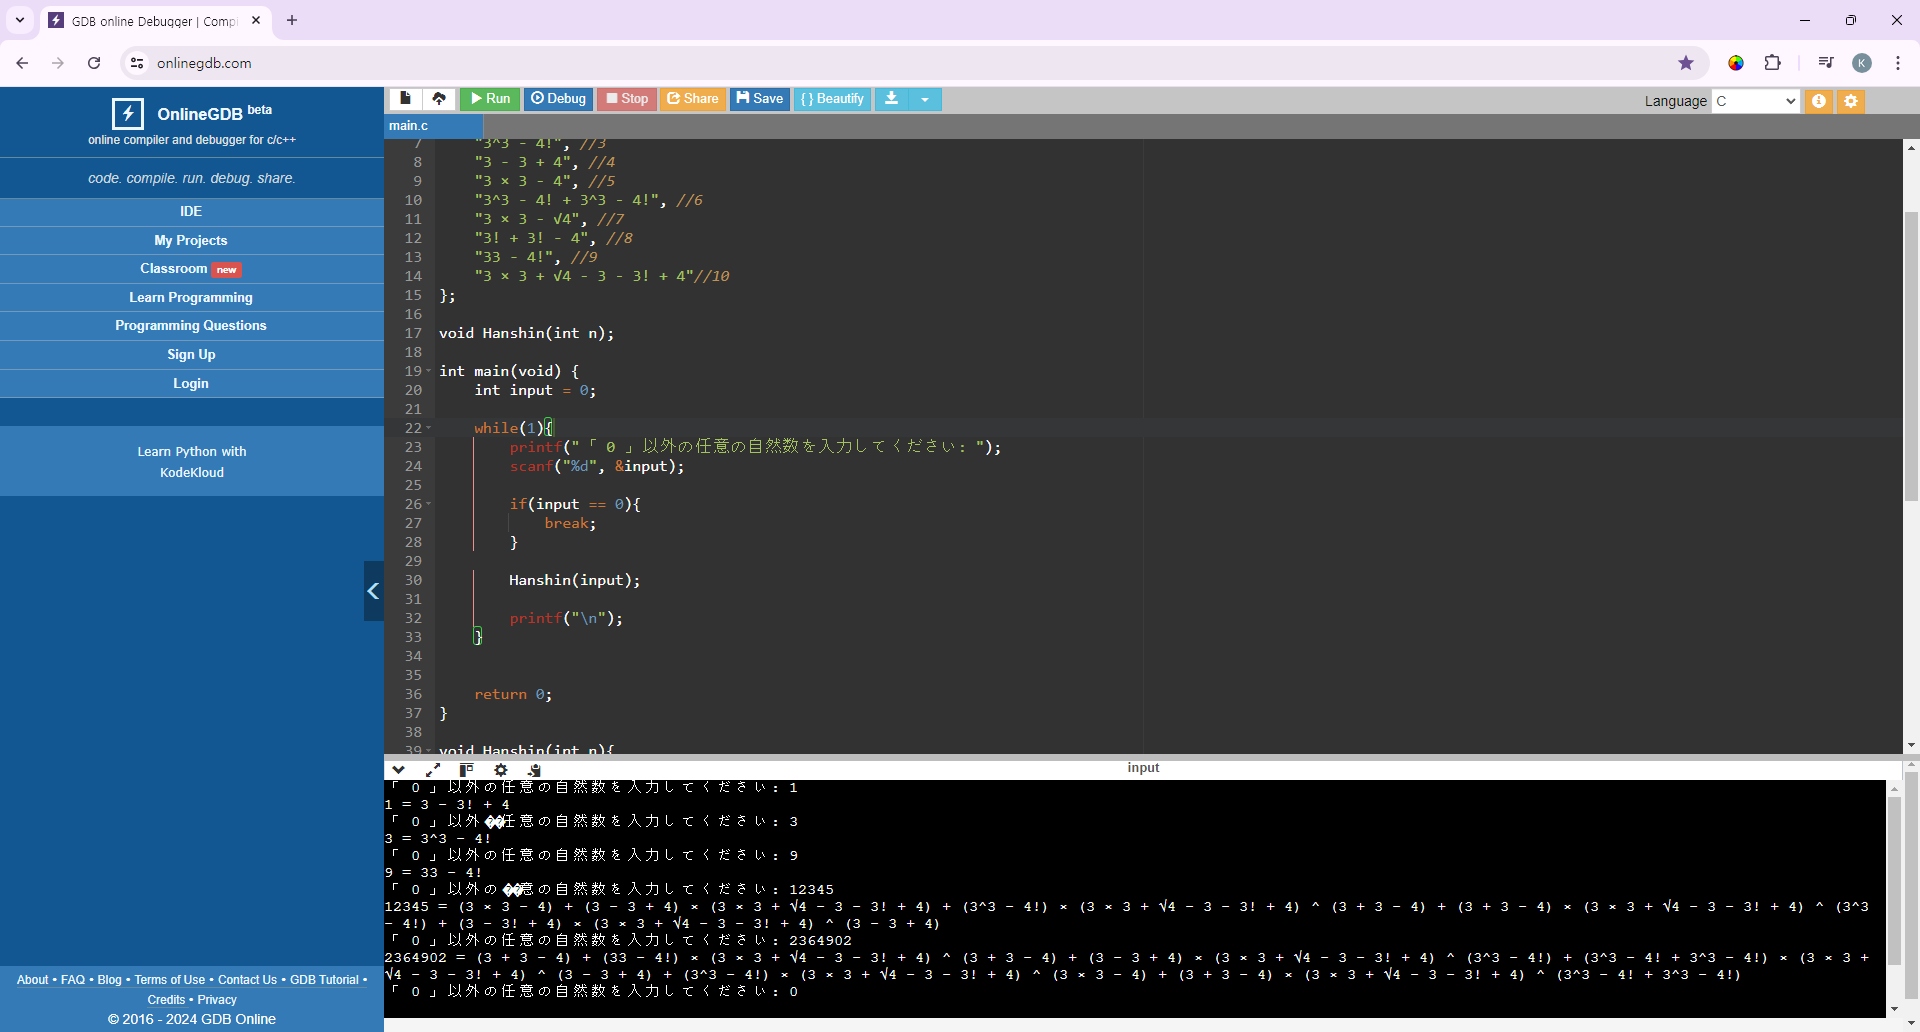 GDB online Debugger | Compi
onlinegdb.com
K
OnlineGDB beta
online compiler and debugger for c/c++
code. compile. run. debug. share.
IDE
My Projects
Classroom new
Learn Programming
Programming Questions
Sign Up
Login
Learn Python with
KodeKloud
About • FAQ • Blog • Terms of Use • Contact Us • GDB Tutorial •
Credits • Privacy
© 2016 - 2024 GDB Online
Run Debug Stop Share Save { } Beautify
Language C
main.c
7 "3^3 - 4!", //3
8 "3 - 3 + 4", //4
9 "3 × 3 - 4", //5
10 "3^3 - 4! + 3^3 - 4!", //6
11 "3 × 3 - √4", //7
12 "3! + 3! - 4", //8
13 "33 - 4!", //9
14 "3 × 3 + √4 - 3 - 3! + 4"//10
15 };
16
17 void Hanshin(int n);
18
19 int main(void) {
20 int input = 0;
21
22 while(1){
23 printf("「 0 」以外の任意の自然数を入力してください: ");
24 scanf("%d", &input);
25
26 if(input == 0){
27 break;
28 }
29
30 Hanshin(input);
31
32 printf("\n");
33 }
34
35
36 return 0;
37 }
38
39 void Hanshin(int n){
input
「 0 」以外の任意の自然数を入力してください: 1
1 = 3 - 3! + 4
「 0 」以外��任意の自然数を入力してください: 3
3 = 3^3 - 4!
「 0 」以外の任意の自然数を入力してください: 9
9 = 33 - 4!
「 0 」以外の��意の自然数を入力してください: 12345
12345 = (3 × 3 - 4) + (3 - 3 + 4) × (3 × 3 + √4 - 3 - 3! + 4) + (3^3 - 4!) × (3 × 3 + √4 - 3 - 3! + 4) ^ (3 + 3 - 4) + (3 + 3 - 4) × (3 × 3 + √4 - 3 - 3! + 4) ^ (3^3
- 4!) + (3 - 3! + 4) × (3 × 3 + √4 - 3 - 3! + 4) ^ (3 - 3 + 4)
「 0 」以外の任意の自然数を入力してください: 2364902
2364902 = (3 + 3 - 4) + (33 - 4!) × (3 × 3 + √4 - 3 - 3! + 4) ^ (3 + 3 - 4) + (3 - 3 + 4) × (3 × 3 + √4 - 3 - 3! + 4) ^ (3^3 - 4!) + (3^3 - 4! + 3^3 - 4!) × (3 × 3 +
√4 - 3 - 3! + 4) ^ (3 - 3 + 4) + (3^3 - 4!) × (3 × 3 + √4 - 3 - 3! + 4) ^ (3 × 3 - 4) + (3 + 3 - 4) × (3 × 3 + √4 - 3 - 3! + 4) ^ (3^3 - 4! + 3^3 - 4!)
「 0 」以外の任意の自然数を入力してください: 0